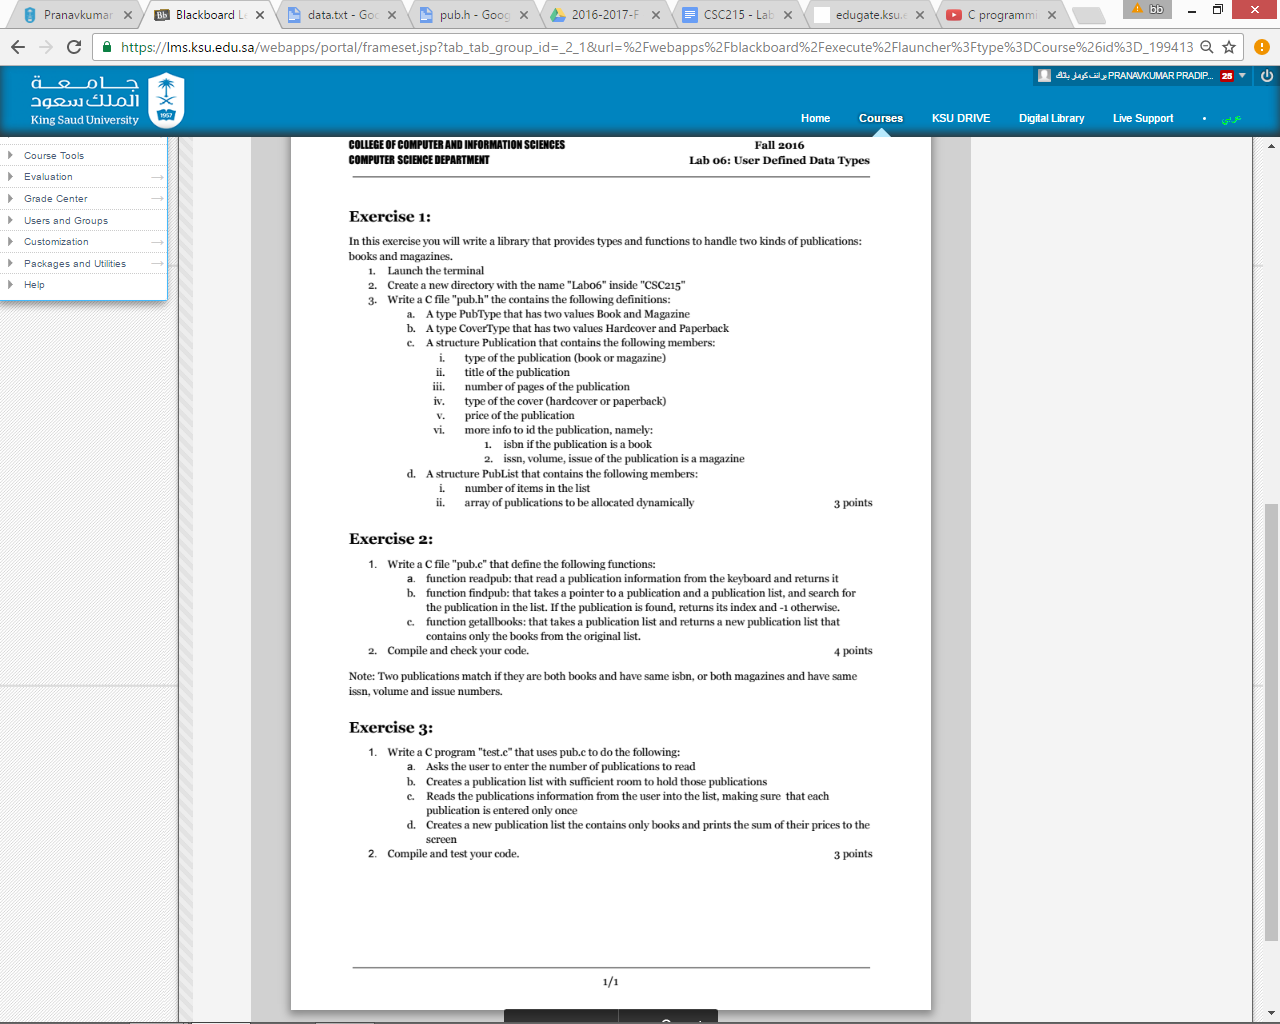 Pranavkumar
Blackboard Le
data.txt - Goo
pub.h - Goog
2016-2017-F
CSC215 - Lab
edugate.ksu.e
C programmi
bb
https://lms.ksu.edu.sa/webapps/portal/frameset.jsp?tab_tab_group_id=_2_1&url=%2Fwebapps%2Fblackboard%2Fexecute%2Flauncher%3Ftype%3DCourse%26id%3D_199413
جامعة
الملك سعود
King Saud University
1957
برانف كومار باتك PRANAVKUMAR PRADIP... 26
Home Courses KSU DRIVE Digital Library Live Support • عربي
Course Tools
Evaluation
Grade Center
Users and Groups
Customization
Packages and Utilities
Help
COLLEGE OF COMPUTER AND INFORMATION SCIENCES Fall 2016
COMPUTER SCIENCE DEPARTMENT Lab 06: User Defined Data Types
Exercise 1:
In this exercise you will write a library that provides types and functions to handle two kinds of publications:
books and magazines.
1. Launch the terminal
2. Create a new directory with the name "Lab06" inside "CSC215"
3. Write a C file "pub.h" the contains the following definitions:
a. A type PubType that has two values Book and Magazine
b. A type CoverType that has two values Hardcover and Paperback
c. A structure Publication that contains the following members:
i. type of the publication (book or magazine)
ii. title of the publication
iii. number of pages of the publication
iv. type of the cover (hardcover or paperback)
v. price of the publication
vi. more info to id the publication, namely:
1. isbn if the publication is a book
2. issn, volume, issue of the publication is a magazine
d. A structure PubList that contains the following members:
i. number of items in the list
ii. array of publications to be allocated dynamically 3 points
Exercise 2:
1. Write a C file "pub.c" that define the following functions:
a. function readpub: that read a publication information from the keyboard and returns it
b. function findpub: that takes a pointer to a publication and a publication list, and search for
the publication in the list. If the publication is found, returns its index and -1 otherwise.
c. function getallbooks: that takes a publication list and returns a new publication list that
contains only the books from the original list.
2. Compile and check your code. 4 points
Note: Two publications match if they are both books and have same isbn, or both magazines and have same
issn, volume and issue numbers.
Exercise 3:
1. Write a C program "test.c" that uses pub.c to do the following:
a. Asks the user to enter the number of publications to read
b. Creates a publication list with sufficient room to hold those publications
c. Reads the publications information from the user into the list, making sure that each
publication is entered only once
d. Creates a new publication list the contains only books and prints the sum of their prices to the
screen
2. Compile and test your code. 3 points
1/1